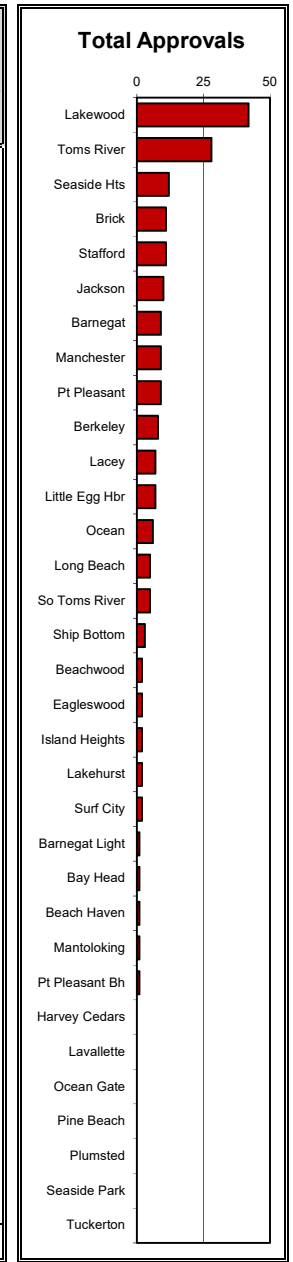 Total Approvals
0 25 50
Lakewood
Toms River
Seaside Hts
Brick
Stafford
Jackson
Barnegat
Manchester
Pt Pleasant
Berkeley
Lacey
Little Egg Hbr
Ocean
Long Beach
So Toms River
Ship Bottom
Beachwood
Eagleswood
Island Heights
Lakehurst
Surf City
Barnegat Light
Bay Head
Beach Haven
Mantoloking
Pt Pleasant Bh
Harvey Cedars
Lavallette
Ocean Gate
Pine Beach
Plumsted
Seaside Park
Tuckerton